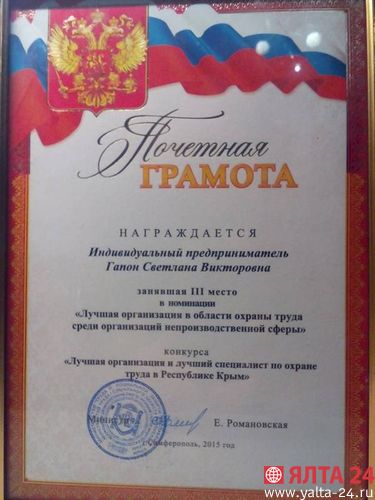 Почетная
ГРАМОТА
НАГРАЖДАЕТСЯ
Индивидуальный предприниматель
Гапон Светлана Викторовна
занявшая III место
в номинации
«Лучшая организация в области охраны труда
среди организаций непроизводственной сферы»
конкурса
«Лучшая организация и лучший специалист по охране
труда в Республике Крым»
Министр Е. Романовская
г.Симферополь, 2015 год
ЯЛТА 24
www.yalta-24.ru